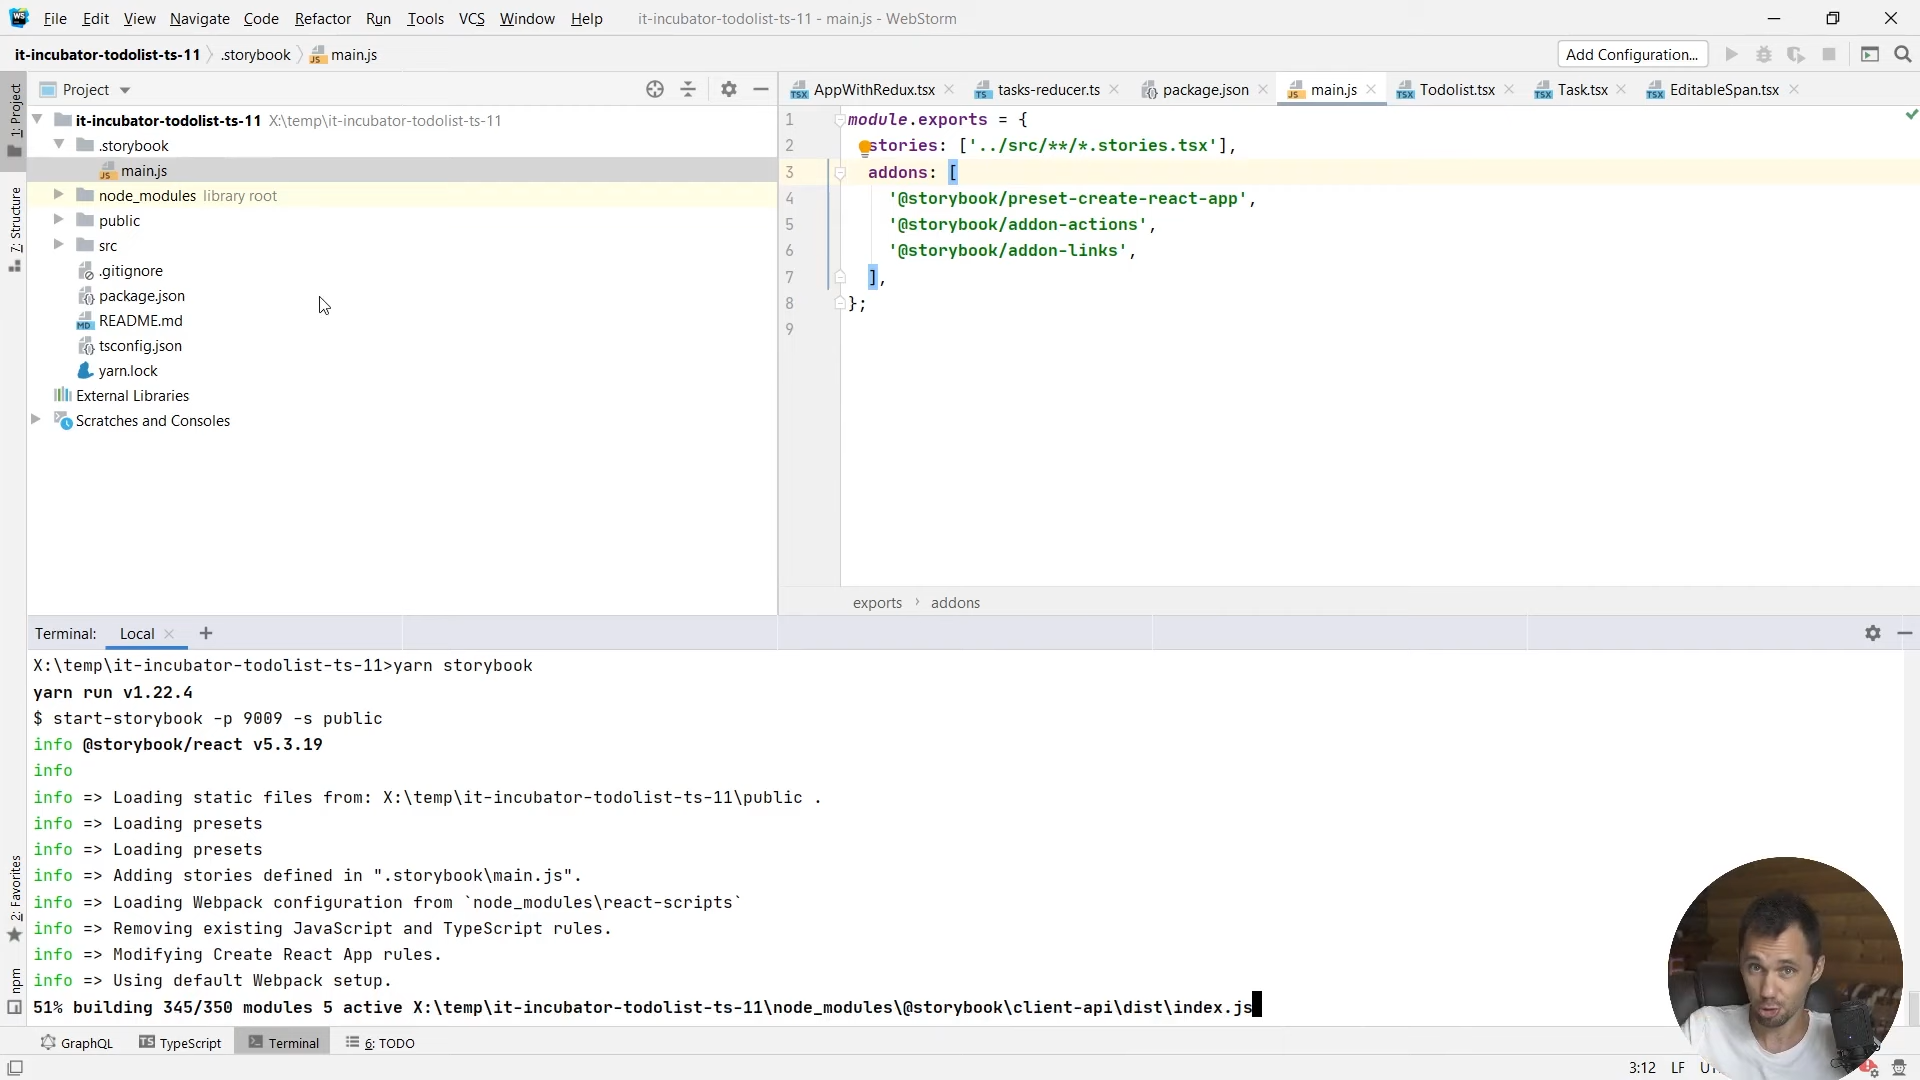 File Edit View Navigate Code Refactor Run Tools VCS Window Help it-incubator-todolist-ts-11 - main.js - WebStorm
it-incubator-todolist-ts-11 .storybook main.js Add Configuration...
1: Project
7: Structure
2: Favorites
npm
Project
it-incubator-todolist-ts-11 X:\temp\it-incubator-todolist-ts-11
.storybook
main.js
node_modules library root
public
src
.gitignore
package.json
README.md
tsconfig.json
yarn.lock
External Libraries
Scratches and Consoles
AppWithRedux.tsx tasks-reducer.ts package.json main.js Todolist.tsx Task.tsx EditableSpan.tsx
1 module.exports = {
2 stories: ['../src/**/*.stories.tsx'],
3 addons: [
4 '@storybook/preset-create-react-app',
5 '@storybook/addon-actions',
6 '@storybook/addon-links',
7 ],
8 };
9
exports › addons
Terminal: Local
X:\temp\it-incubator-todolist-ts-11>yarn storybook
yarn run v1.22.4
$ start-storybook -p 9009 -s public
info @storybook/react v5.3.19
info
info => Loading static files from: X:\temp\it-incubator-todolist-ts-11\public .
info => Loading presets
info => Loading presets
info => Adding stories defined in ".storybook\main.js".
info => Loading Webpack configuration from `node_modules\react-scripts`
info => Removing existing JavaScript and TypeScript rules.
info => Modifying Create React App rules.
info => Using default Webpack setup.
51% building 345/350 modules 5 active X:\temp\it-incubator-todolist-ts-11\node_modules\@storybook\client-api\dist\index.js
GraphQL TypeScript Terminal 6: TODO
3:12 LF